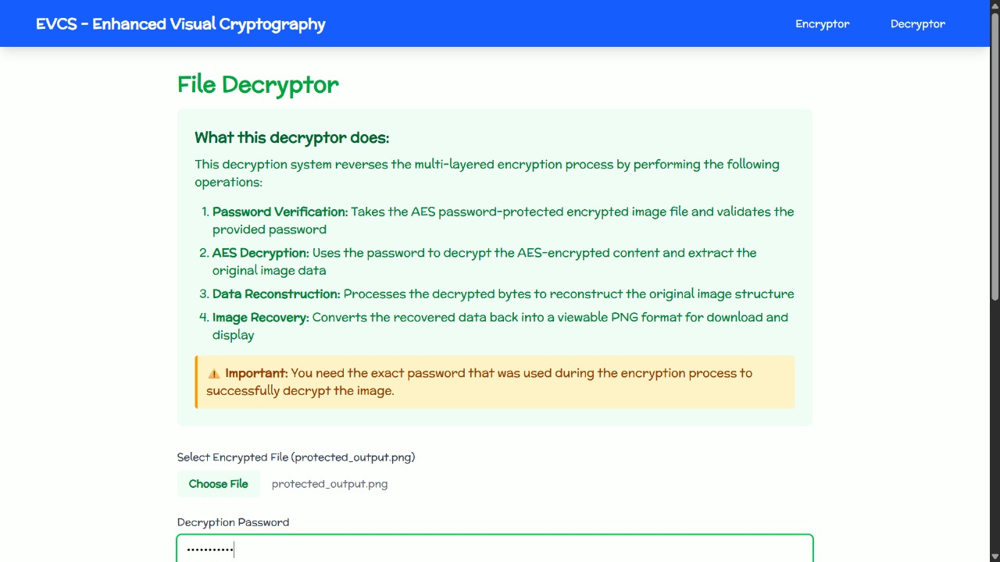 EVCS - Enhanced Visual Cryptography
Encryptor
Decryptor
File Decryptor
What this decryptor does:
This decryption system reverses the multi-layered encryption process by performing the following
operations:
1. Password Verification: Takes the AES password-protected encrypted image file and validates the
provided password
2. AES Decryption: Uses the password to decrypt the AES-encrypted content and extract the
original image data
3. Data Reconstruction: Processes the decrypted bytes to reconstruct the original image structure
4. Image Recovery: Converts the recovered data back into a viewable PNG format for download and
display
⚠️ Important: You need the exact password that was used during the encryption process to
successfully decrypt the image.
Select Encrypted File (protected_output.png)
Choose File
protected_output.png
Decryption Password
•••••••••••